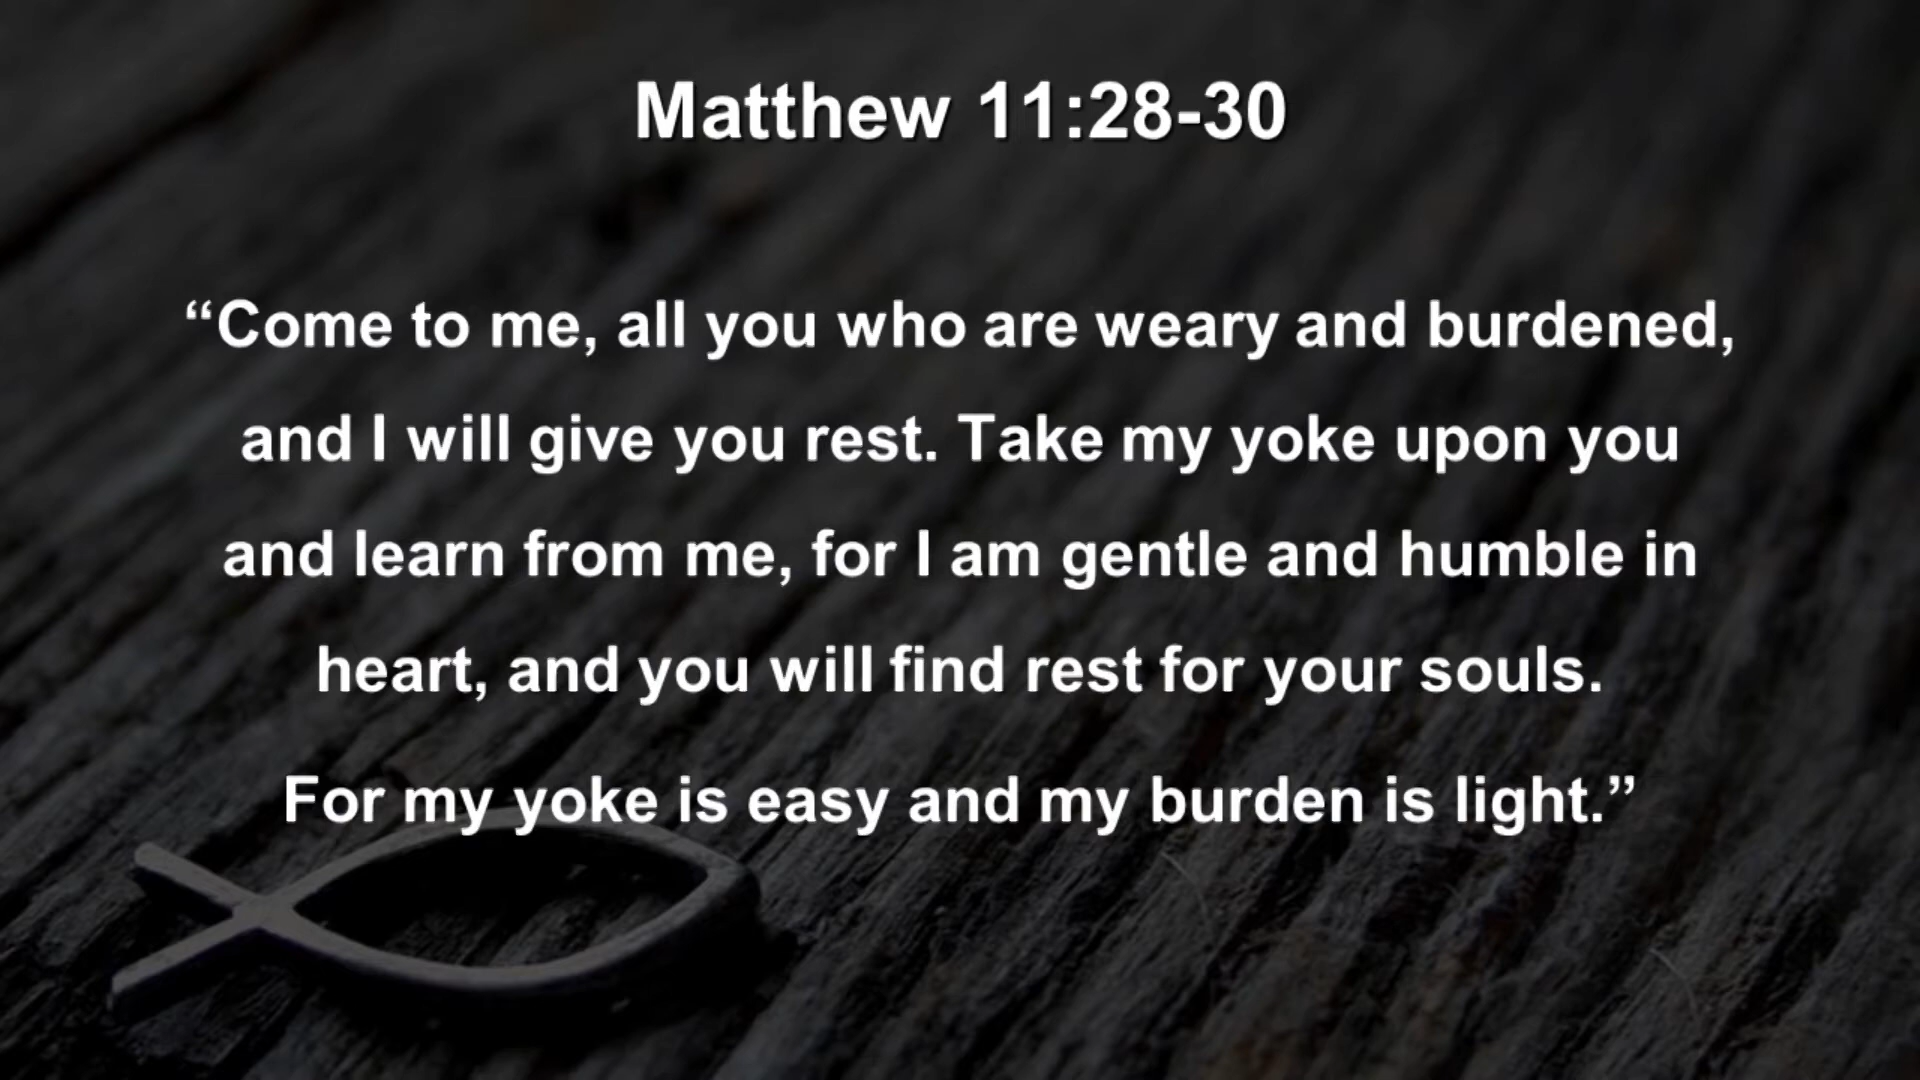 Matthew 11:28-30
“Come to me, all you who are weary and burdened,
and I will give you rest. Take my yoke upon you
and learn from me, for I am gentle and humble in
heart, and you will find rest for your souls.
For my yoke is easy and my burden is light.”